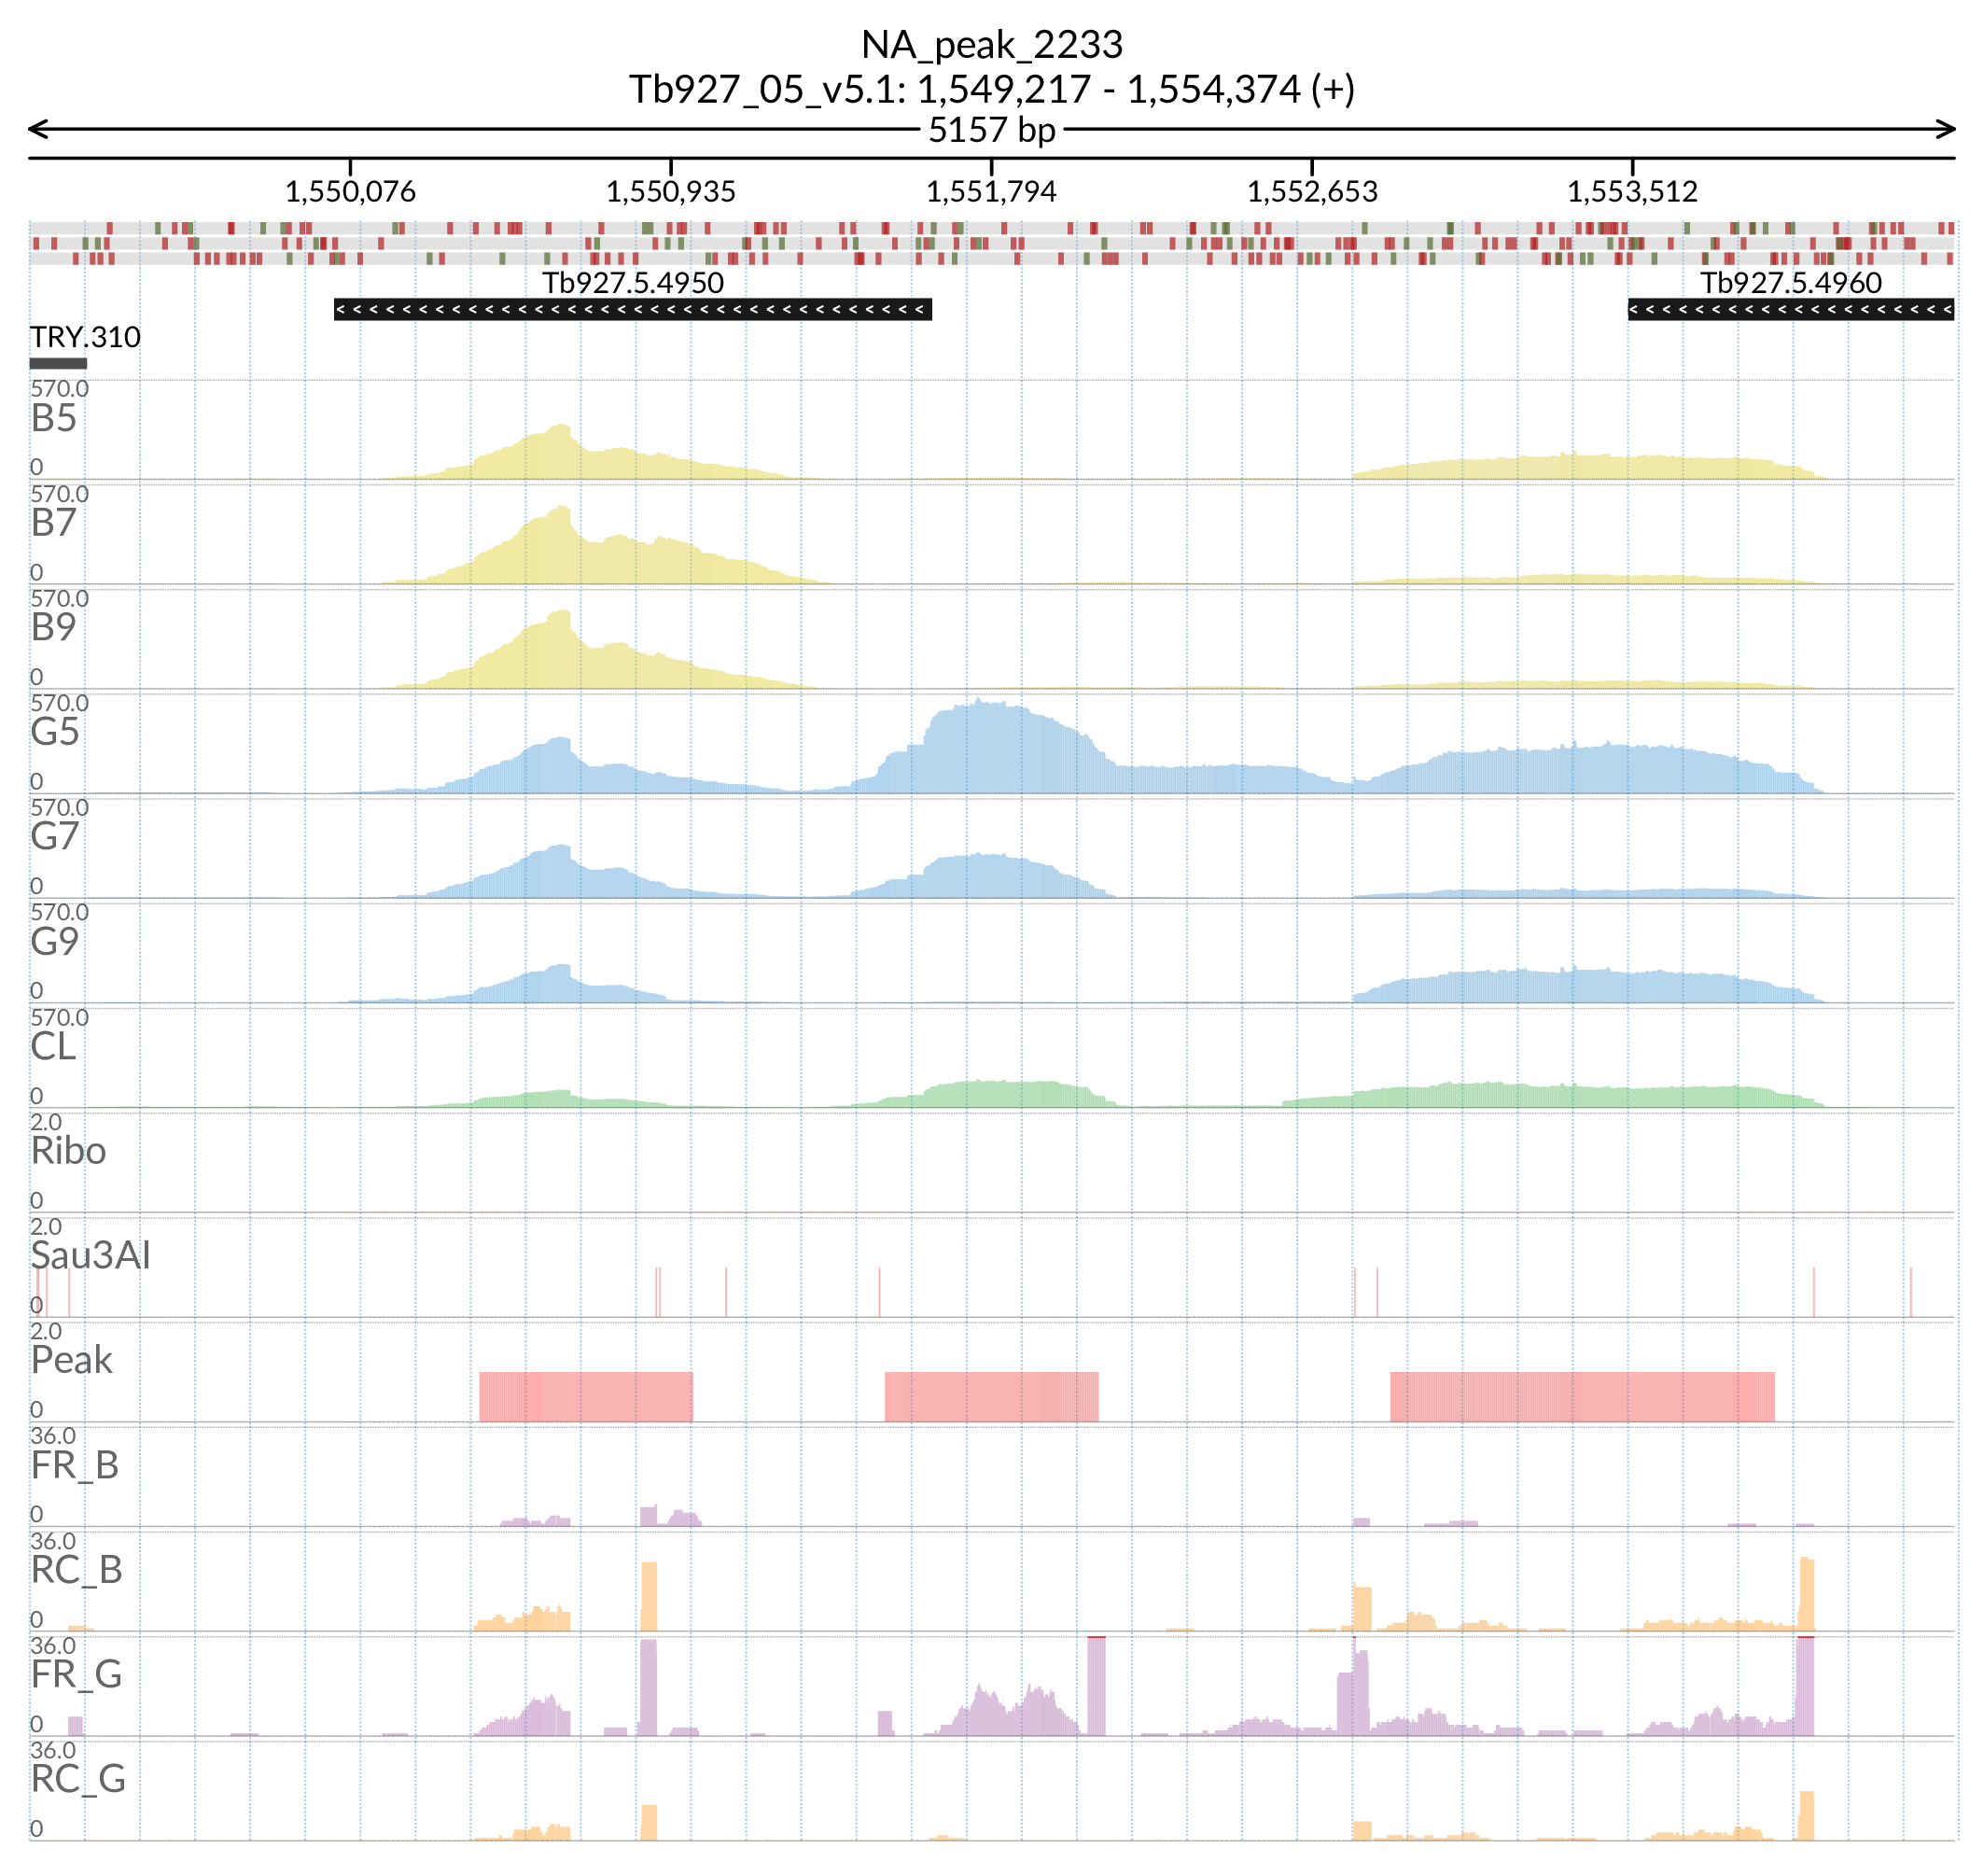 NA_peak_2233
Tb927_05_v5.1: 1,549,217 - 1,554,374 (+)
5157 bp
1,550,076 1,550,935 1,551,794 1,552,653 1,553,512
Tb927.5.4950 Tb927.5.4960
TRY.310
570.0
B5
0
570.0
B7
0
570.0
B9
0
570.0
G5
0
570.0
G7
0
570.0
G9
0
570.0
CL
0
2.0
Ribo
0
2.0
Sau3AI
0
2.0
Peak
0
36.0
FR_B
0
36.0
RC_B
0
36.0
FR_G
0
36.0
RC_G
0